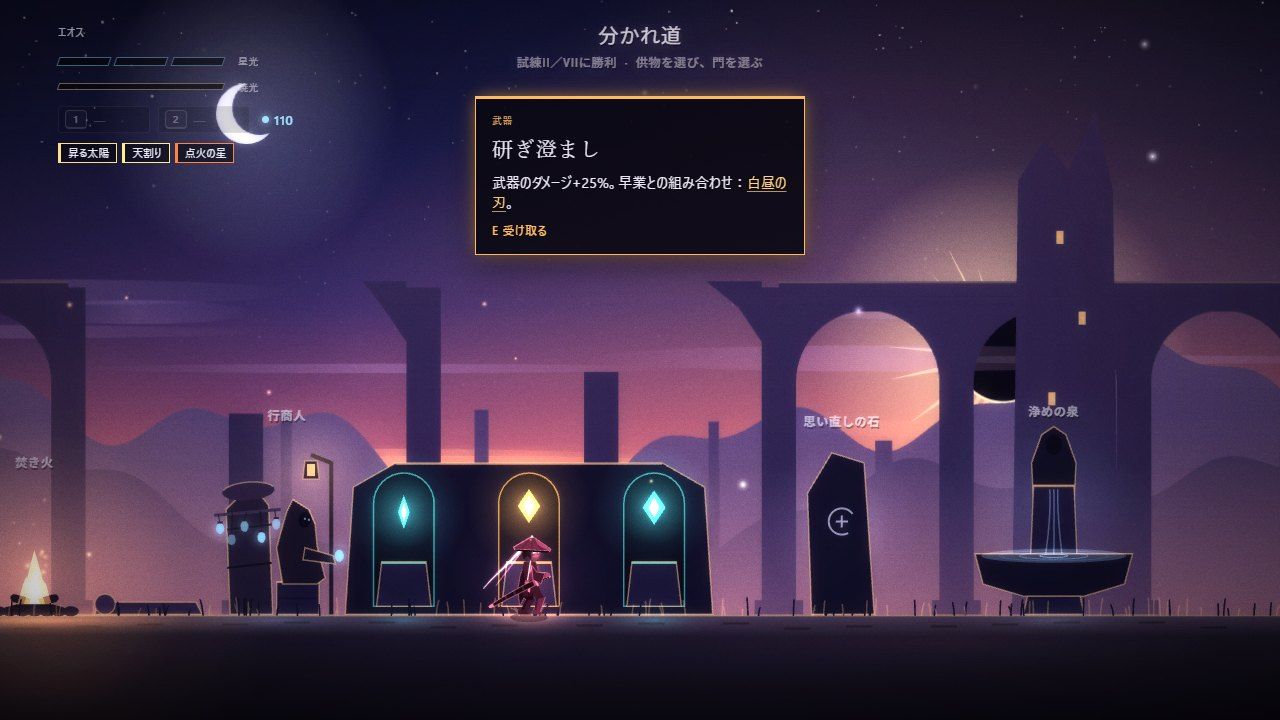 エオス
星光
1 —
2 —
110
昇る太陽
天割り
点火の星
分かれ道
試練II／VIIに勝利 · 供物を選び、門を選ぶ
武器
研ぎ澄まし
武器のダメージ+25%。早業との組み合わせ：白昼の
刃。
E 受け取る
行商人
思い直しの石
浄めの泉
焚き火